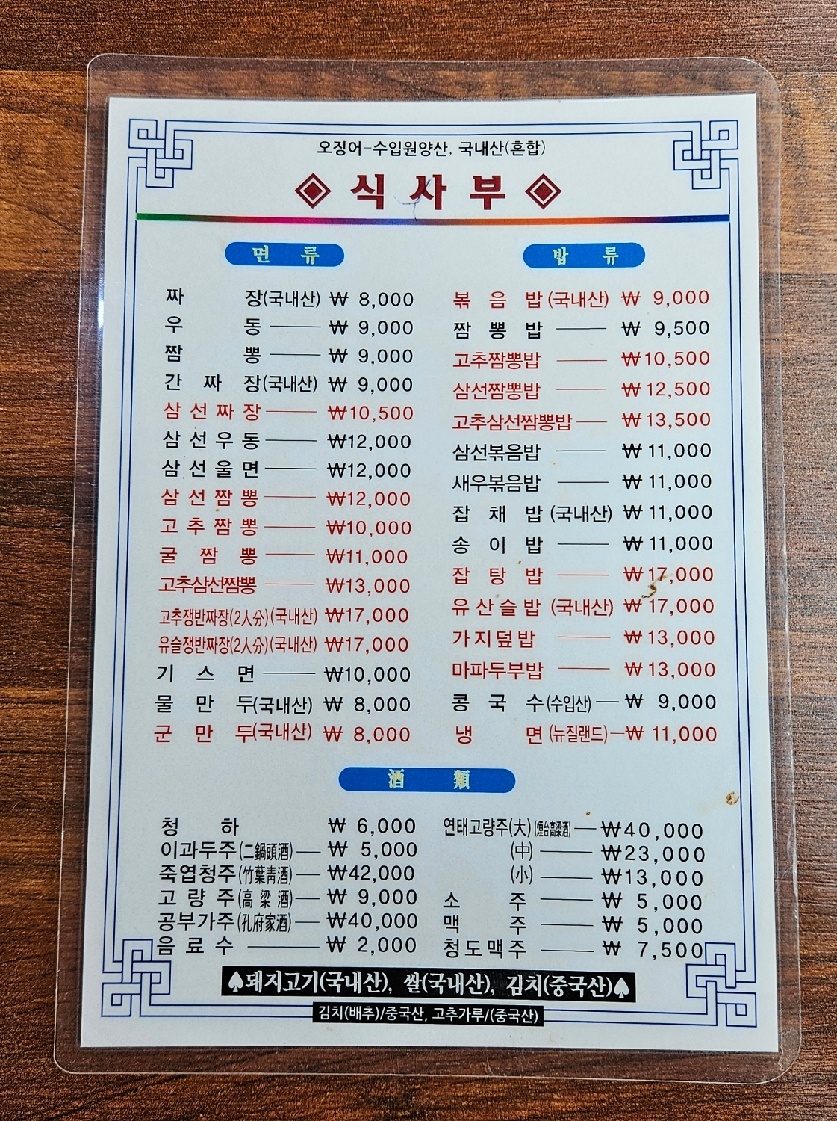 오징어-수입원양산, 국내산(혼합)
◈ 식사부 ◈
면 류
짜 장(국내산) ₩ 8,000
우 동 ₩ 9,000
짬 뽕 ₩ 9,000
간 짜 장(국내산) ₩ 9,000
삼선짜장 ₩10,500
삼선우동 ₩12,000
삼선울면 ₩12,000
삼선짬뽕 ₩12,000
고추짬뽕 ₩10,000
굴 짬 뽕 ₩11,000
고추삼선짬뽕 ₩13,000
고추쟁반짜장(2人分)(국내산) ₩17,000
유슬쟁반짜장(2人分)(국내산) ₩17,000
기 스 면 ₩10,000
물 만 두(국내산) ₩ 8,000
군 만 두(국내산) ₩ 8,000
밥 류
볶 음 밥(국내산) ₩ 9,000
짬 뽕 밥 ₩ 9,500
고추짬뽕밥 ₩10,500
삼선짬뽕밥 ₩12,500
고추삼선짬뽕밥 ₩13,500
삼선볶음밥 ₩11,000
새우볶음밥 ₩11,000
잡 채 밥(국내산) ₩11,000
송 이 밥 ₩11,000
잡 탕 밥 ₩17,000
유산슬밥(국내산) ₩17,000
가지덮밥 ₩13,000
마파두부밥 ₩13,000
콩 국 수(수입산) ₩ 9,000
냉 면(뉴질랜드) ₩11,000
酒 類
청 하 ₩ 6,000
이과두주(二鍋頭酒) ₩ 5,000
죽엽청주(竹葉靑酒) ₩42,000
고 량 주(高粱酒) ₩ 9,000
공부가주(孔府家酒) ₩40,000
음 료 수 ₩ 2,000
연태고량주(大)(煙台高粱酒) ₩40,000
(中) ₩23,000
(小) ₩13,000
소 주 ₩ 5,000
맥 주 ₩ 5,000
청도맥주 ₩ 7,500
♠돼지고기(국내산), 쌀(국내산), 김치(중국산)♠
김치(배추)/중국산, 고추가루/(중국산)